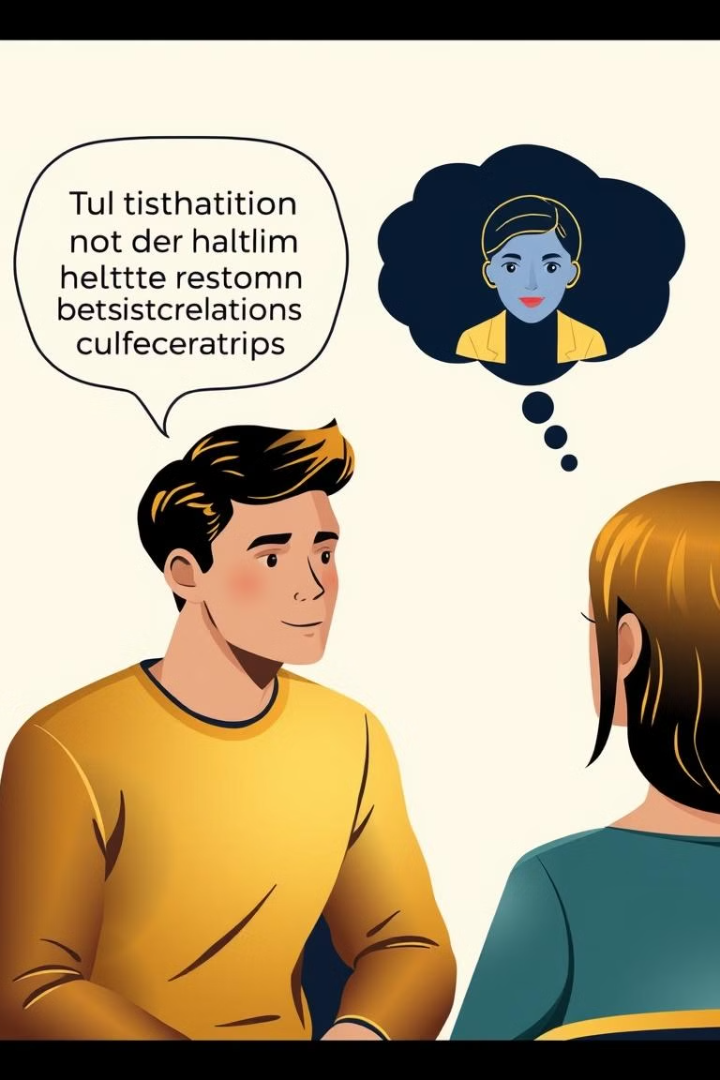 Tul tisthatition
not der haltlim
helttte restomn
betsistcrelations
culfeceratrips